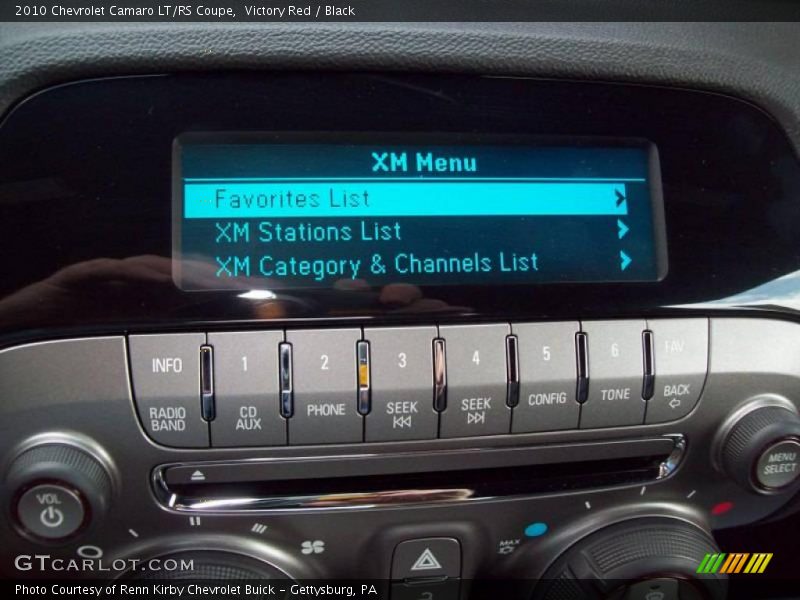 2010 Chevrolet Camaro LT/RS Coupe, Victory Red / Black
XM Menu
Favorites List
XM Stations List
XM Category & Channels List
INFO 1 2 3 4 5 6 FAV
RADIO BAND CD AUX PHONE SEEK SEEK CONFIG TONE BACK
VOL
MENU SELECT
MAX
GTCarLot.com
Photo Courtesy of Renn Kirby Chevrolet Buick - Gettysburg, PA